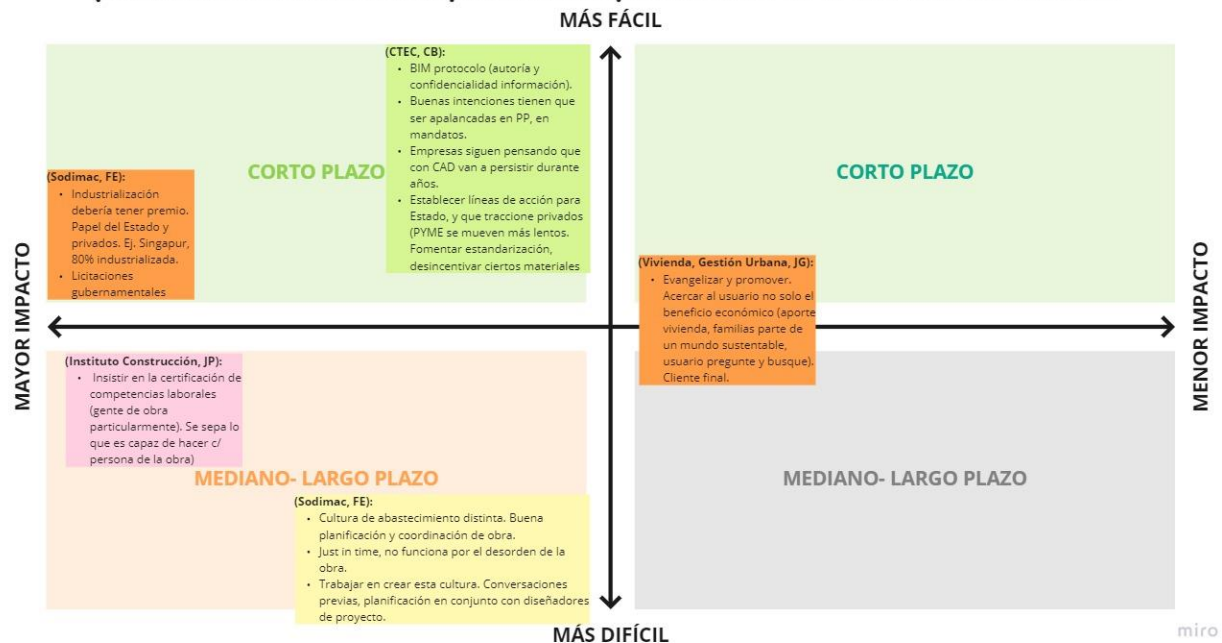 MÁS FÁCIL
(CTEC, CB):
• BIM protocolo (autoría y
confidencialidad información).
• Buenas intenciones tienen que
ser apalancadas en PP, en
mandatos.
• Empresas siguen pensando que
con CAD van a persistir durante
años.
• Establecer líneas de acción para
Estado, y que traccione privados
(PYME se mueven más lentos.
Fomentar estandarización,
desincentivar ciertos materiales
CORTO PLAZO
(Sodimac, FE):
• Industrialización
debería tener premio.
Papel del Estado y
privados. Ej. Singapur,
80% industrializada.
• Licitaciones
gubernamentales
CORTO PLAZO
(Vivienda, Gestión Urbana, JG):
• Evangelizar y promover.
Acercar al usuario no solo el
beneficio económico (aporte
vivienda, familias parte de
un mundo sustentable,
usuario pregunte y busque).
Cliente final.
MAYOR IMPACTO
MENOR IMPACTO
(Instituto Construcción, JP):
• Insistir en la certificación de
competencias laborales
(gente de obra
particularmente). Se sepa lo
que es capaz de hacer c/
persona de la obra)
MEDIANO- LARGO PLAZO
(Sodimac, FE):
• Cultura de abastecimiento distinta. Buena
planificación y coordinación de obra.
• Just in time, no funciona por el desorden de la
obra.
• Trabajar en crear esta cultura. Conversaciones
previas, planificación en conjunto con diseñadores
de proyecto.
MEDIANO- LARGO PLAZO
MÁS DIFÍCIL
miro